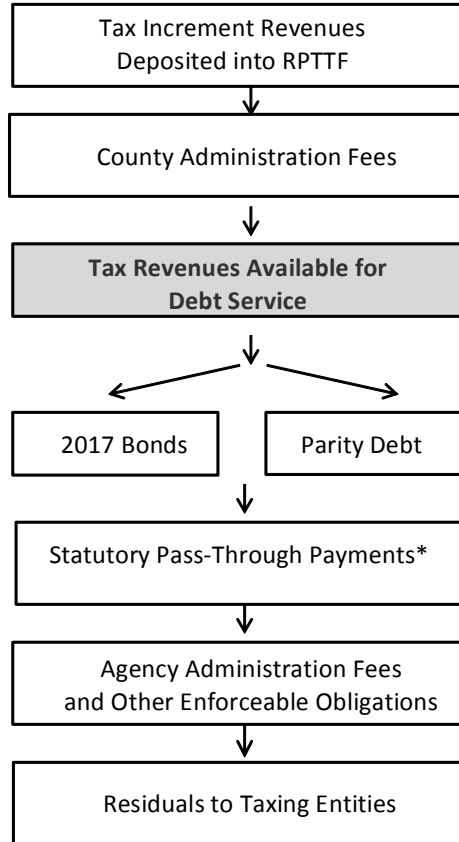 Tax Increment Revenues
Deposited into RPTTF
County Administration Fees
Tax Revenues Available for
Debt Service
2017 Bonds
Parity Debt
Statutory Pass-Through Payments*
Agency Administration Fees
and Other Enforceable Obligations
Residuals to Taxing Entities